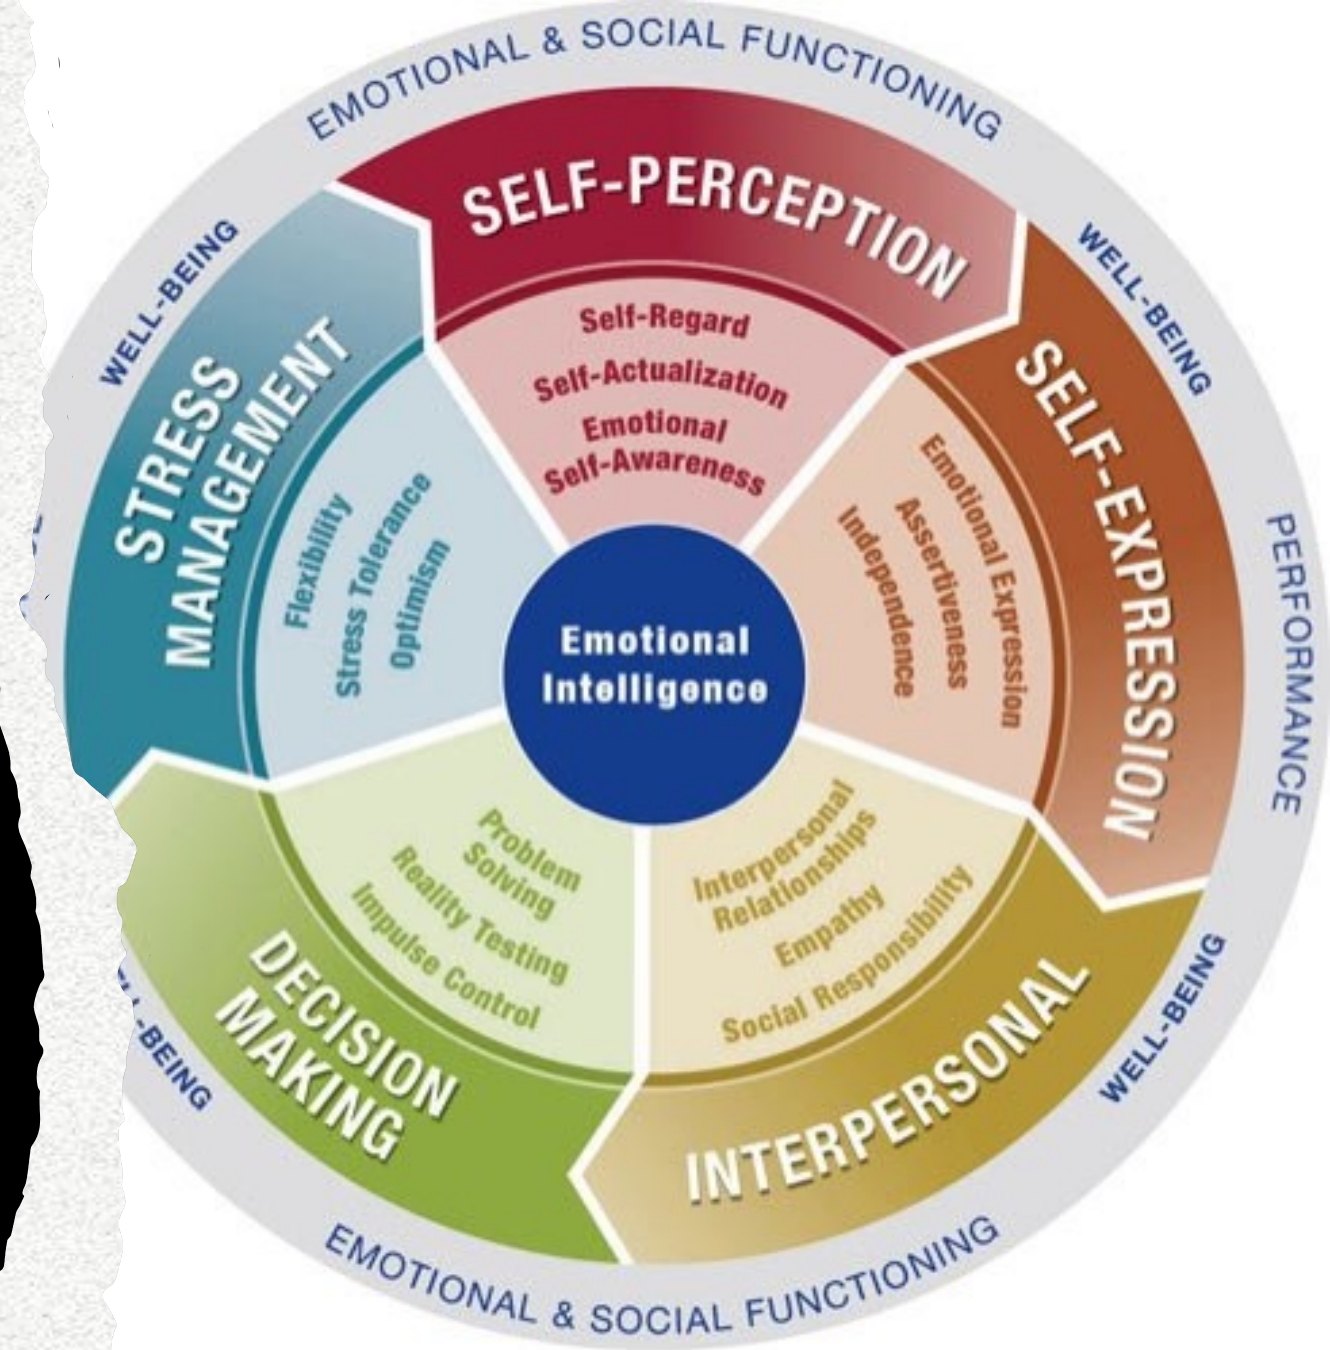 EMOTIONAL & SOCIAL FUNCTIONING
WELL-BEING
WELL-BEING
PERFORMANCE
WELL-BEING
EMOTIONAL & SOCIAL FUNCTIONING
-BEING
SELF-PERCEPTION
Self-Regard
Self-Actualization
Emotional
Self-Awareness
SELF-EXPRESSION
Emotional Expression
Assertiveness
Independence
INTERPERSONAL
Interpersonal
Relationships
Empathy
Social Responsibility
DECISION
MAKING
Problem
Solving
Reality Testing
Impulse Control
STRESS
MANAGEMENT
Flexibility
Stress Tolerance
Optimism
Emotional
Intelligence